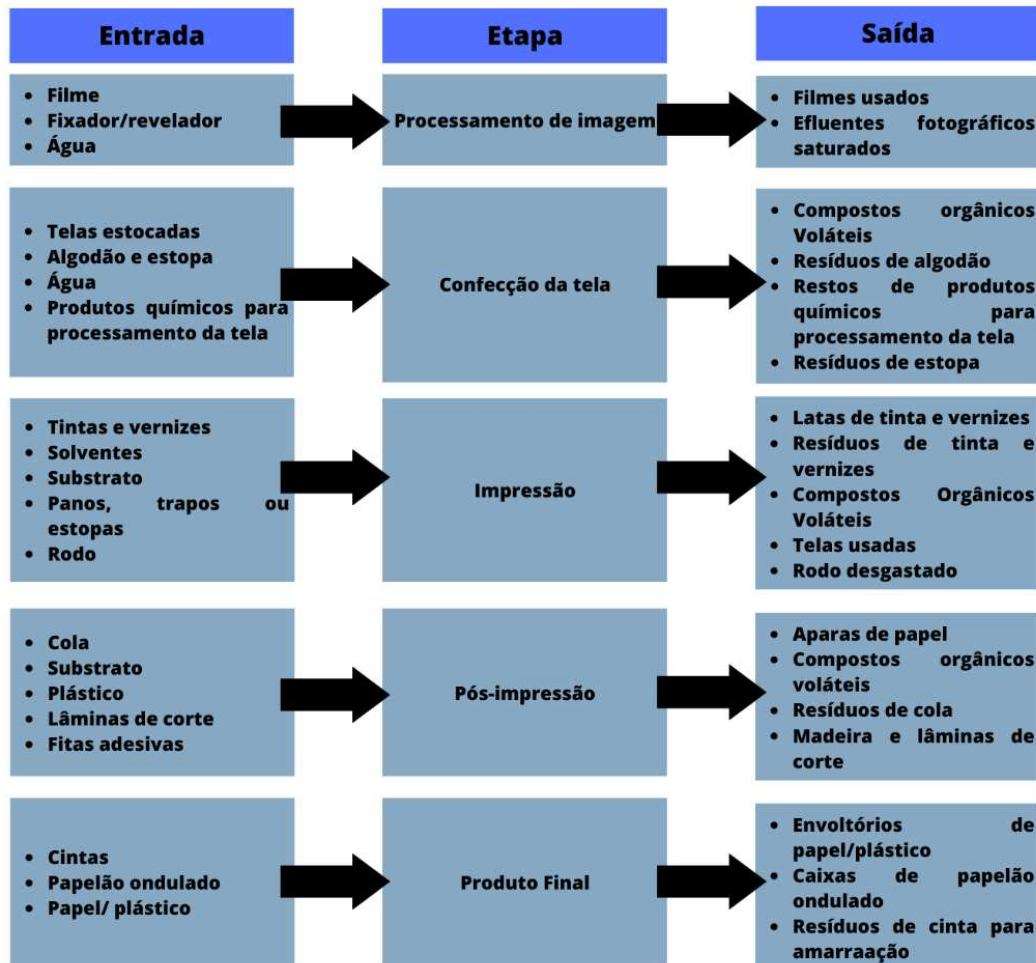 Entrada
Etapa
Saída
• Filme
• Fixador/revelador
• Água
Processamento de imagem
• Filmes usados
• Efluentes fotográficos
saturados
• Telas estocadas
• Algodão e estopa
• Água
• Produtos químicos para
processamento da tela
Confecção da tela
• Compostos orgânicos
Voláteis
• Resíduos de algodão
• Restos de produtos
químicos para
processamento da tela
• Resíduos de estopa
• Tintas e vernizes
• Solventes
• Substrato
• Panos, trapos ou
estopas
• Rodo
Impressão
• Latas de tinta e vernizes
• Resíduos de tinta e
vernizes
• Compostos Orgânicos
Voláteis
• Telas usadas
• Rodo desgastado
• Cola
• Substrato
• Plástico
• Lâminas de corte
• Fitas adesivas
Pós-impressão
• Aparas de papel
• Compostos orgânicos
voláteis
• Resíduos de cola
• Madeira e lâminas de
corte
• Cintas
• Papelão ondulado
• Papel/ plástico
Produto Final
• Envoltórios de
papel/plástico
• Caixas de papelão
ondulado
• Resíduos de cinta para
amarraação